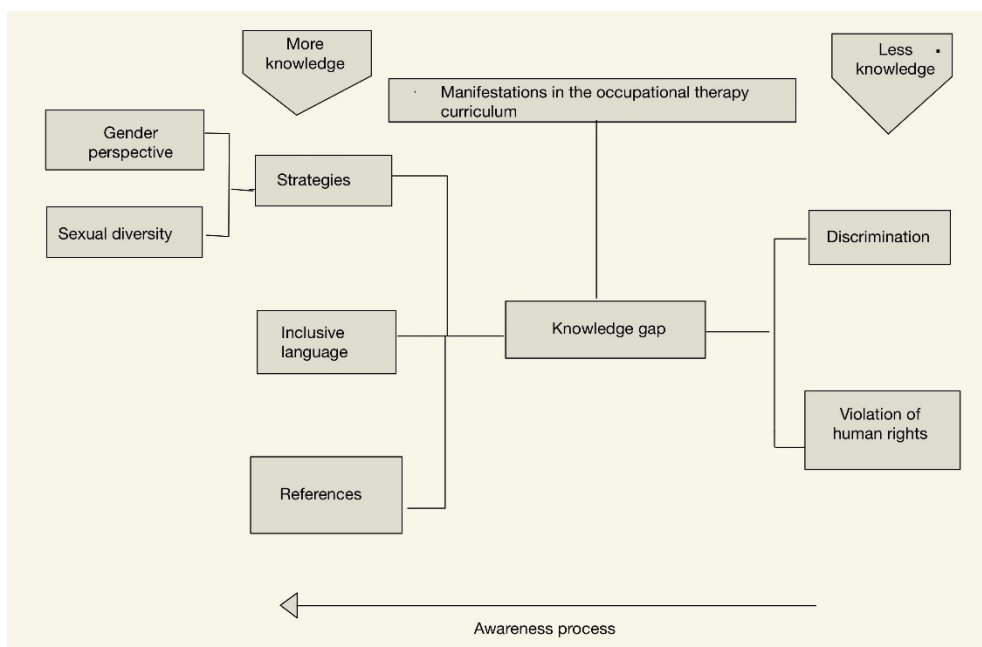 More
knowledge
Less
knowledge
Manifestations in the occupational therapy
curriculum
Gender
perspective
Strategies
Sexual diversity
Discrimination
Inclusive
language
Knowledge gap
Violation of
human rights
References
Awareness process